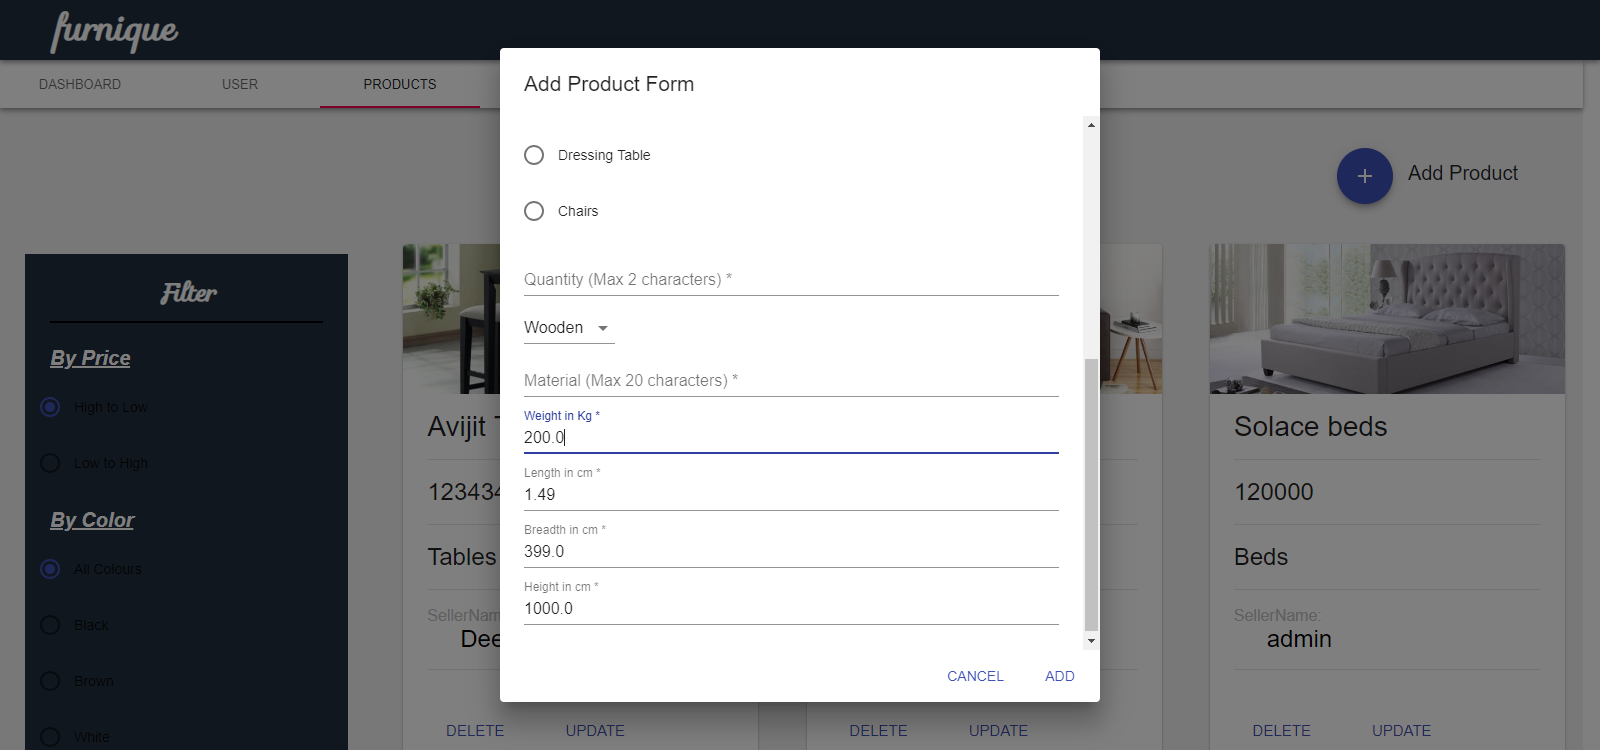 furnique
DASHBOARD USER PRODUCTS
Add Product Form
Dressing Table
Chairs
Quantity (Max 2 characters) *
Wooden
Material (Max 20 characters) *
Weight in Kg *
200.0
Length in cm *
1.49
Breadth in cm *
399.0
Height in cm *
1000.0
CANCEL ADD
Add Product
Filter
By Price
High to Low
Low to High
By Color
All Colours
Black
Brown
White
Avijit
123434
Tables
SellerNam
Dee
DELETE UPDATE
DELETE UPDATE
Solace beds
120000
Beds
SellerName:
admin
DELETE UPDATE